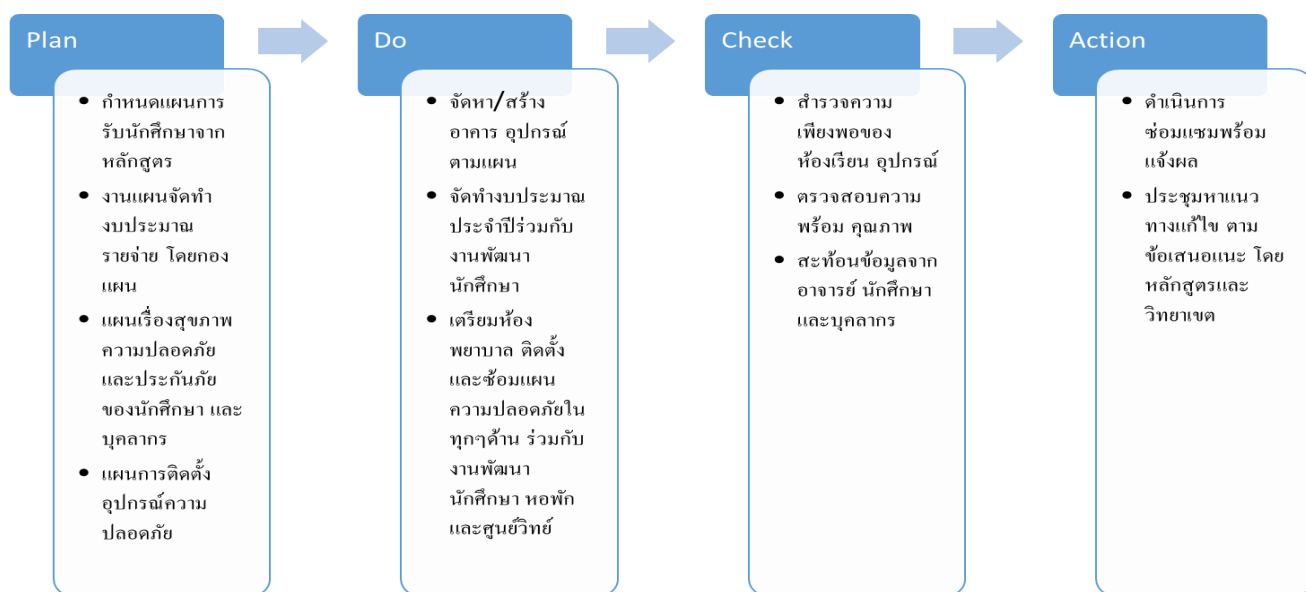 Plan
กำหนดแผนการ
รับนักศึกษาจาก
หลักสูตร
งานแผนจัดทำ
งบประมาณ
รายจ่าย โดยกอง
แผน
แผนเรื่องสุขภาพ
ความปลอดภัย
และประกันภัย
ของนักศึกษา และ
บุคลากร
แผนการติดตั้ง
อุปกรณ์ความ
ปลอดภัย
Do
จัดหา/สร้าง
อาคาร อุปกรณ์
ตามแผน
จัดทำงบประมาณ
ประจำปีร่วมกับ
งานพัฒนา
นักศึกษา
เตรียมห้อง
พยาบาล ติดตั้ง
และซ้อมแผน
ความปลอดภัยใน
ทุกๆด้าน ร่วมกับ
งานพัฒนา
นักศึกษา หอพัก
และศูนย์วิทย์
Check
สำรวจความ
เพียงพอของ
ห้องเรียน อุปกรณ์
ตรวจสอบความ
พร้อม คุณภาพ
สะท้อนข้อมูลจาก
อาจารย์ นักศึกษา
และบุคลากร
Action
ดำเนินการ
ซ่อมแซมพร้อม
แจ้งผล
ประชุมหาแนว
ทางแก้ไข ตาม
ข้อเสนอแนะ โดย
หลักสูตรและ
วิทยาเขต